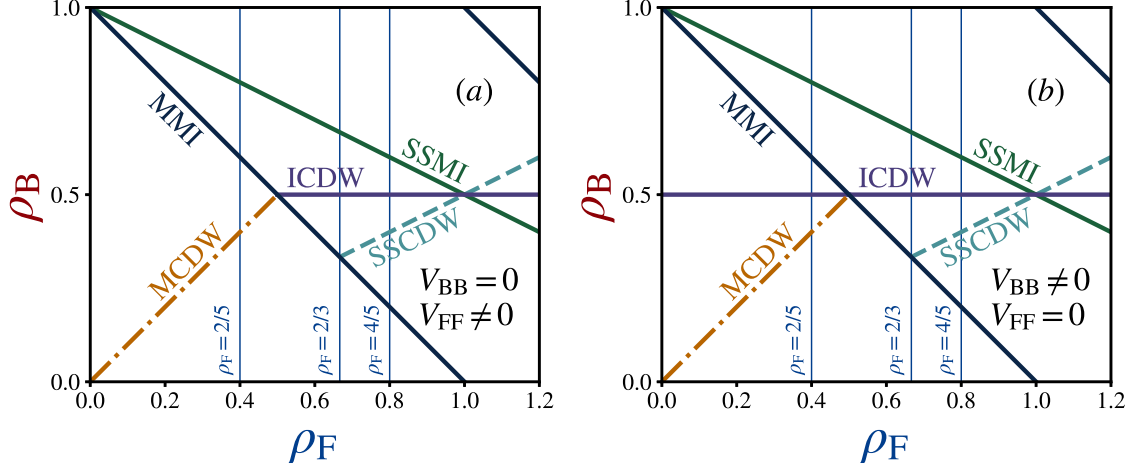 1.0
0.5
0.0
ρB
MMI
(a)
SSMI
ICDW
SSCDW
MCDW
VBB = 0
VFF ≠ 0
ρF = 2/5
ρF = 2/3
ρF = 4/5
0.0 0.2 0.4 0.6 0.8 1.0 1.2
ρF
1.0
0.5
0.0
ρB
MMI
(b)
SSMI
ICDW
SSCDW
MCDW
VBB ≠ 0
VFF = 0
ρF = 2/5
ρF = 2/3
ρF = 4/5
0.0 0.2 0.4 0.6 0.8 1.0 1.2
ρF